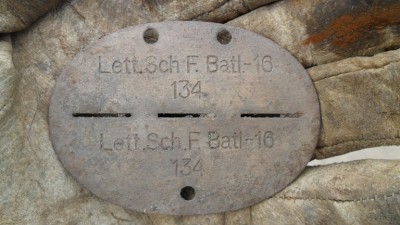 Lett.Sch F. Batl.-16
134.
Lett.Sch.F. Batl-16
134